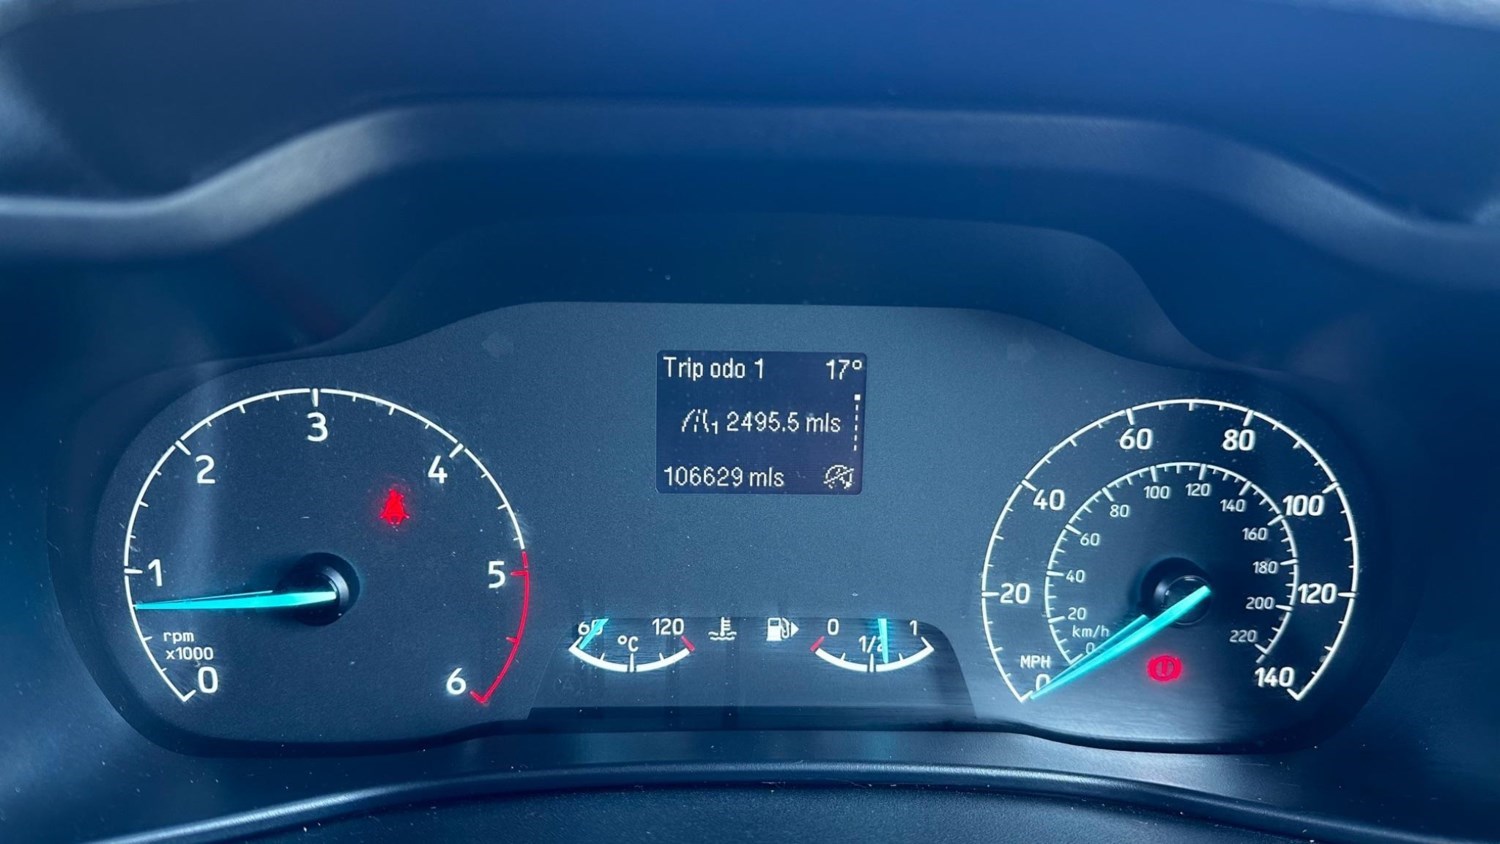 Trip odo 1 17°
1 2495.5 mls
106629 mls
0 1 2 3 4 5 6
rpm
x1000
60 °C 120
0 1/2 1
0 20 40 60 80 100 120 140
MPH
0 20 40 60 80 100 120 140 160 180 200 220
km/h